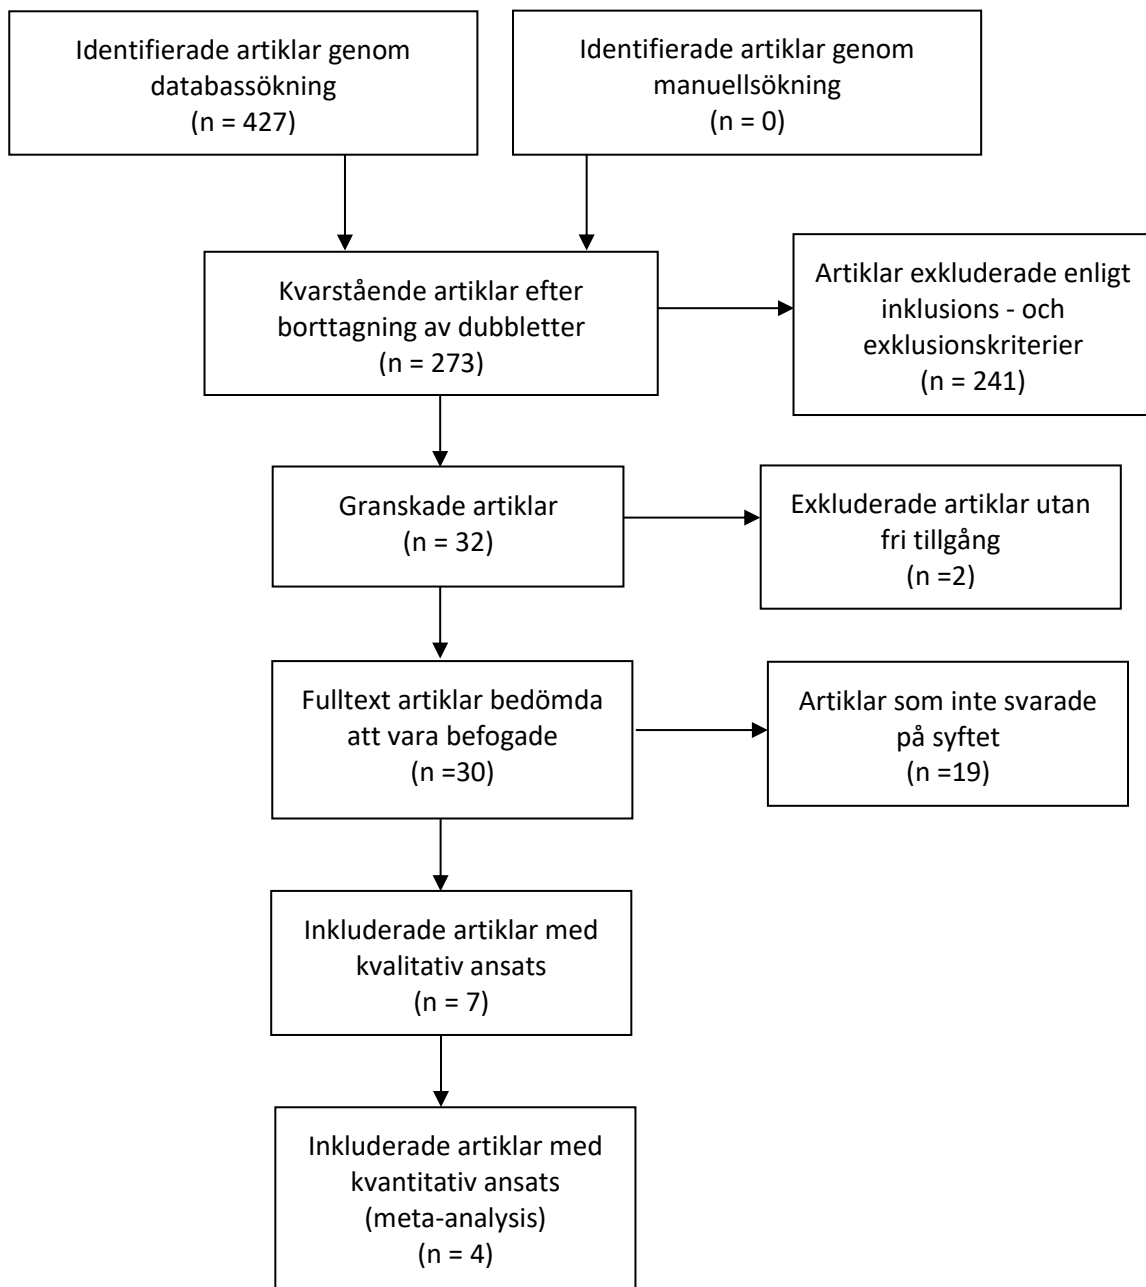 Identifierade artiklar genom
databassökning
(n = 427)
Identifierade artiklar genom
manuellsökning
(n = 0)
Kvarstående artiklar efter
borttagning av dubbletter
(n = 273)
Artiklar exkluderade enligt
inklusions - och
exklusionskriterier
(n = 241)
Granskade artiklar
(n = 32)
Exkluderade artiklar utan
fri tillgång
(n =2)
Fulltext artiklar bedömda
att vara befogade
(n =30)
Artiklar som inte svarade
på syftet
(n =19)
Inkluderade artiklar med
kvalitativ ansats
(n = 7)
Inkluderade artiklar med
kvantitativ ansats
(meta-analysis)
(n = 4)